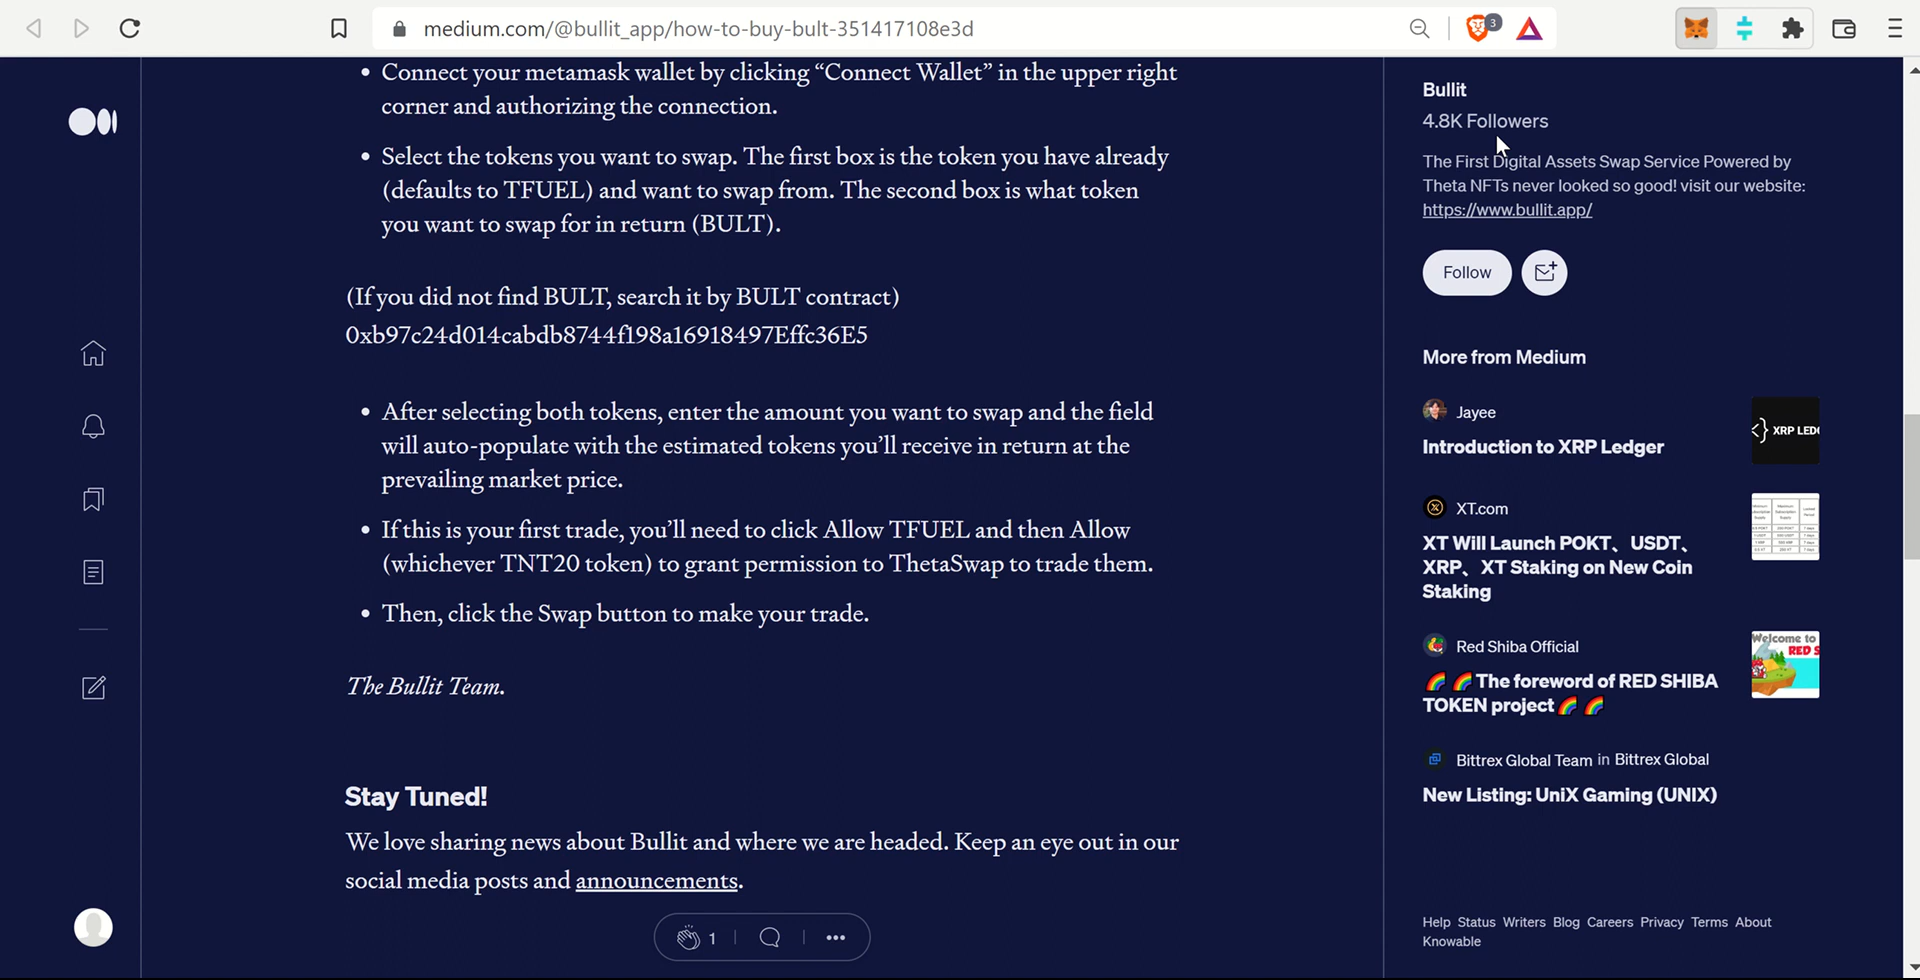 medium.com/@bullit_app/how-to-buy-bult-351417108e3d
3
Connect your metamask wallet by clicking “Connect Wallet” in the upper right
corner and authorizing the connection.
Select the tokens you want to swap. The first box is the token you have already
(defaults to TFUEL) and want to swap from. The second box is what token
you want to swap for in return (BULT).
(If you did not find BULT, search it by BULT contract)
0xb97c24d014cabdb8744f198a16918497Effc36E5
After selecting both tokens, enter the amount you want to swap and the field
will auto-populate with the estimated tokens you’ll receive in return at the
prevailing market price.
If this is your first trade, you’ll need to click Allow TFUEL and then Allow
(whichever TNT20 token) to grant permission to ThetaSwap to trade them.
Then, click the Swap button to make your trade.
The Bullit Team.
Stay Tuned!
We love sharing news about Bullit and where we are headed. Keep an eye out in our
social media posts and announcements.
1
Bullit
4.8K Followers
The First Digital Assets Swap Service Powered by
Theta NFTs never looked so good! visit our website:
https://www.bullit.app/
Follow
More from Medium
Jayee
Introduction to XRP Ledger
XRP LED
XT.com
XT Will Launch POKT、USDT、
XRP、XT Staking on New Coin
Staking
Red Shiba Official
🌈 🌈 The foreword of RED SHIBA
TOKEN project🌈 🌈
Welcome to
RED S
Bittrex Global Team in Bittrex Global
New Listing: UniX Gaming (UNIX)
Help Status Writers Blog Careers Privacy Terms About
Knowable